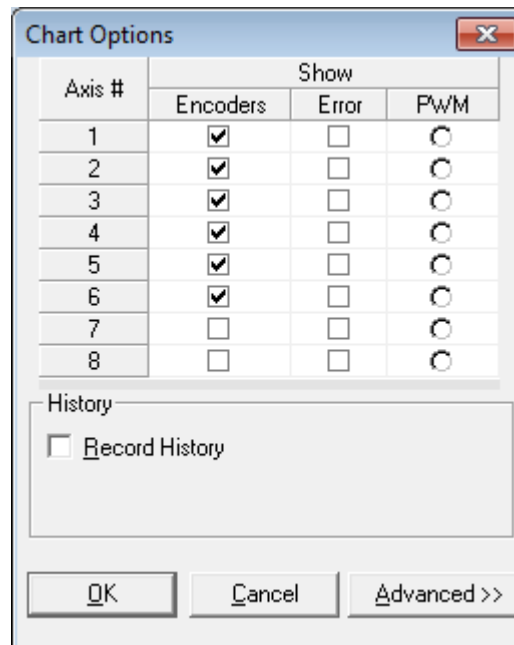 Chart Options
Axis #
Show
Encoders Error PWM
1
2
3
4
5
6
7
8
History
Record History
OK Cancel Advanced >>